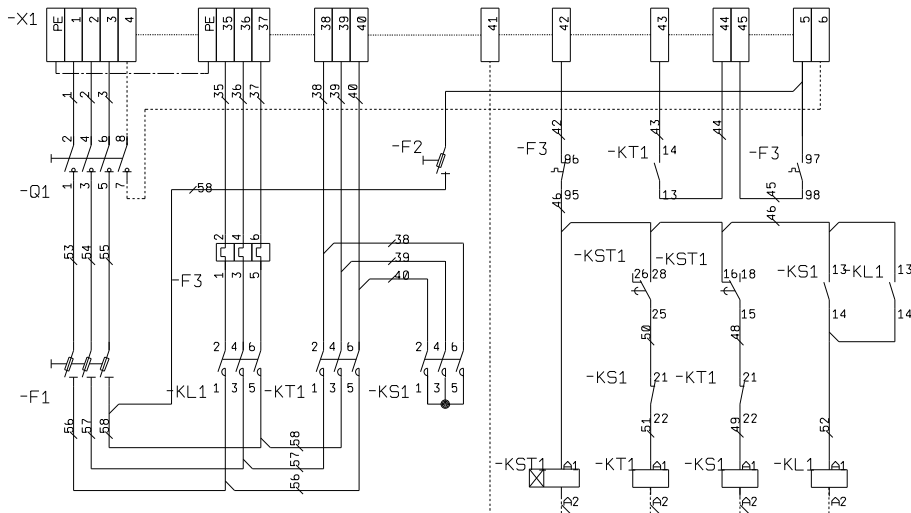 -X1 PE 1 2 3 4 PE 35 36 37 38 39 40 41 42 43 44 45 5 6
1 2 3 35 36 37 38 39 40
42 43 44
2 4 6 8 -F2 -F3 96 -KT1 14 -F3 97
-Q1 1 3 5 7 58 95 13 45 98
46 46
53 54 55 2 4 6 38
-F3 1 3 5 39 -KST1 -KST1
40 26 28 16 18 -KS1 13 -KL1 13
25 15 14 14
50 48
2 4 6 2 4 6 2 4 6
-F1 -KL1 1 3 5 -KT1 1 3 5 -KS1 1 3 5 -KS1 21 -KT1 21
56 57 58 58 51 22 49 22 52
57 -KST1 A1 -KT1 A1 -KS1 A1 -KL1 A1
56 A2 A2 A2 A2